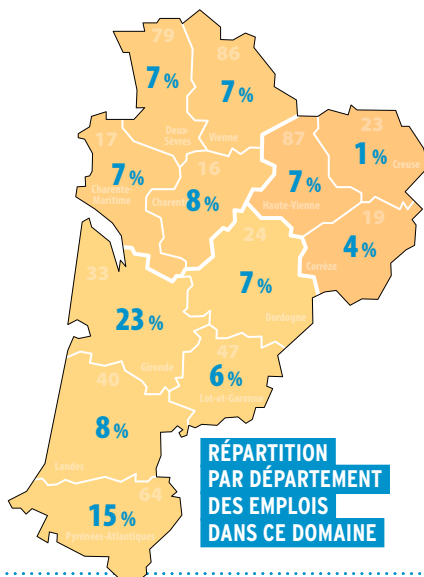 79
7 %
Deux-
Sèvres
86
7 %
Vienne
17
7 %
Charente-
Maritime
16
8 %
87
7 %
Haute-Vienne
23
1 %
Creuse
19
4 %
Corrèze
24
7 %
Dordogne
33
23 %
Gironde
47
6 %
Lot-et-Garonne
40
8 %
Landes
64
15 %
Pyrénées-Atlantiques
RÉPARTITION
PAR DÉPARTEMENT
DES EMPLOIS
DANS CE DOMAINE